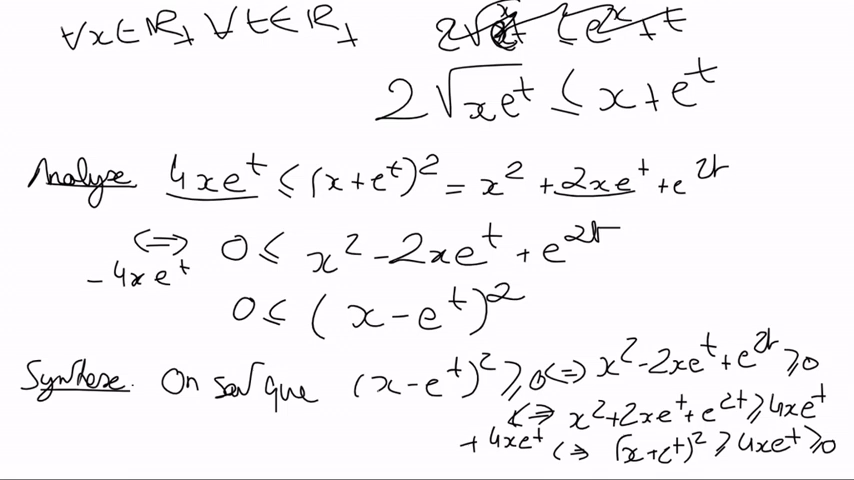 ∀x∈ℝ₊ ∀t∈ℝ₊
2√(xe^t) ≤ x+e^t
Analyse 4xe^t ≤ (x+e^t)² = x² + 2xe^t + e^2t
⟺ 0 ≤ x² - 2xe^t + e^2t
- 4xe^t
0 ≤ (x - e^t)²
Synthèse. On sait que (x - e^t)² ≥ 0 ⟺ x² - 2xe^t + e^2t ≥ 0
⟺ x² + 2xe^t + e^2t ≥ 4xe^t
+ 4xe^t ⟺ (x+e^t)² ≥ 4xe^t ≥ 0